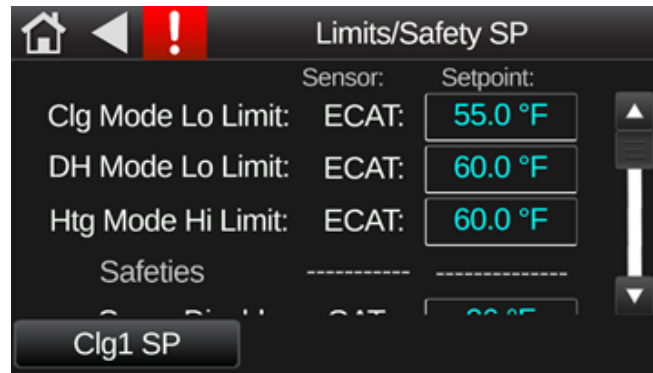 ! Limits/Safety SP
Sensor: Setpoint:
Clg Mode Lo Limit: ECAT: 55.0 °F
DH Mode Lo Limit: ECAT: 60.0 °F
Htg Mode Hi Limit: ECAT: 60.0 °F
Safeties ----------- --------------
Clg1 SP